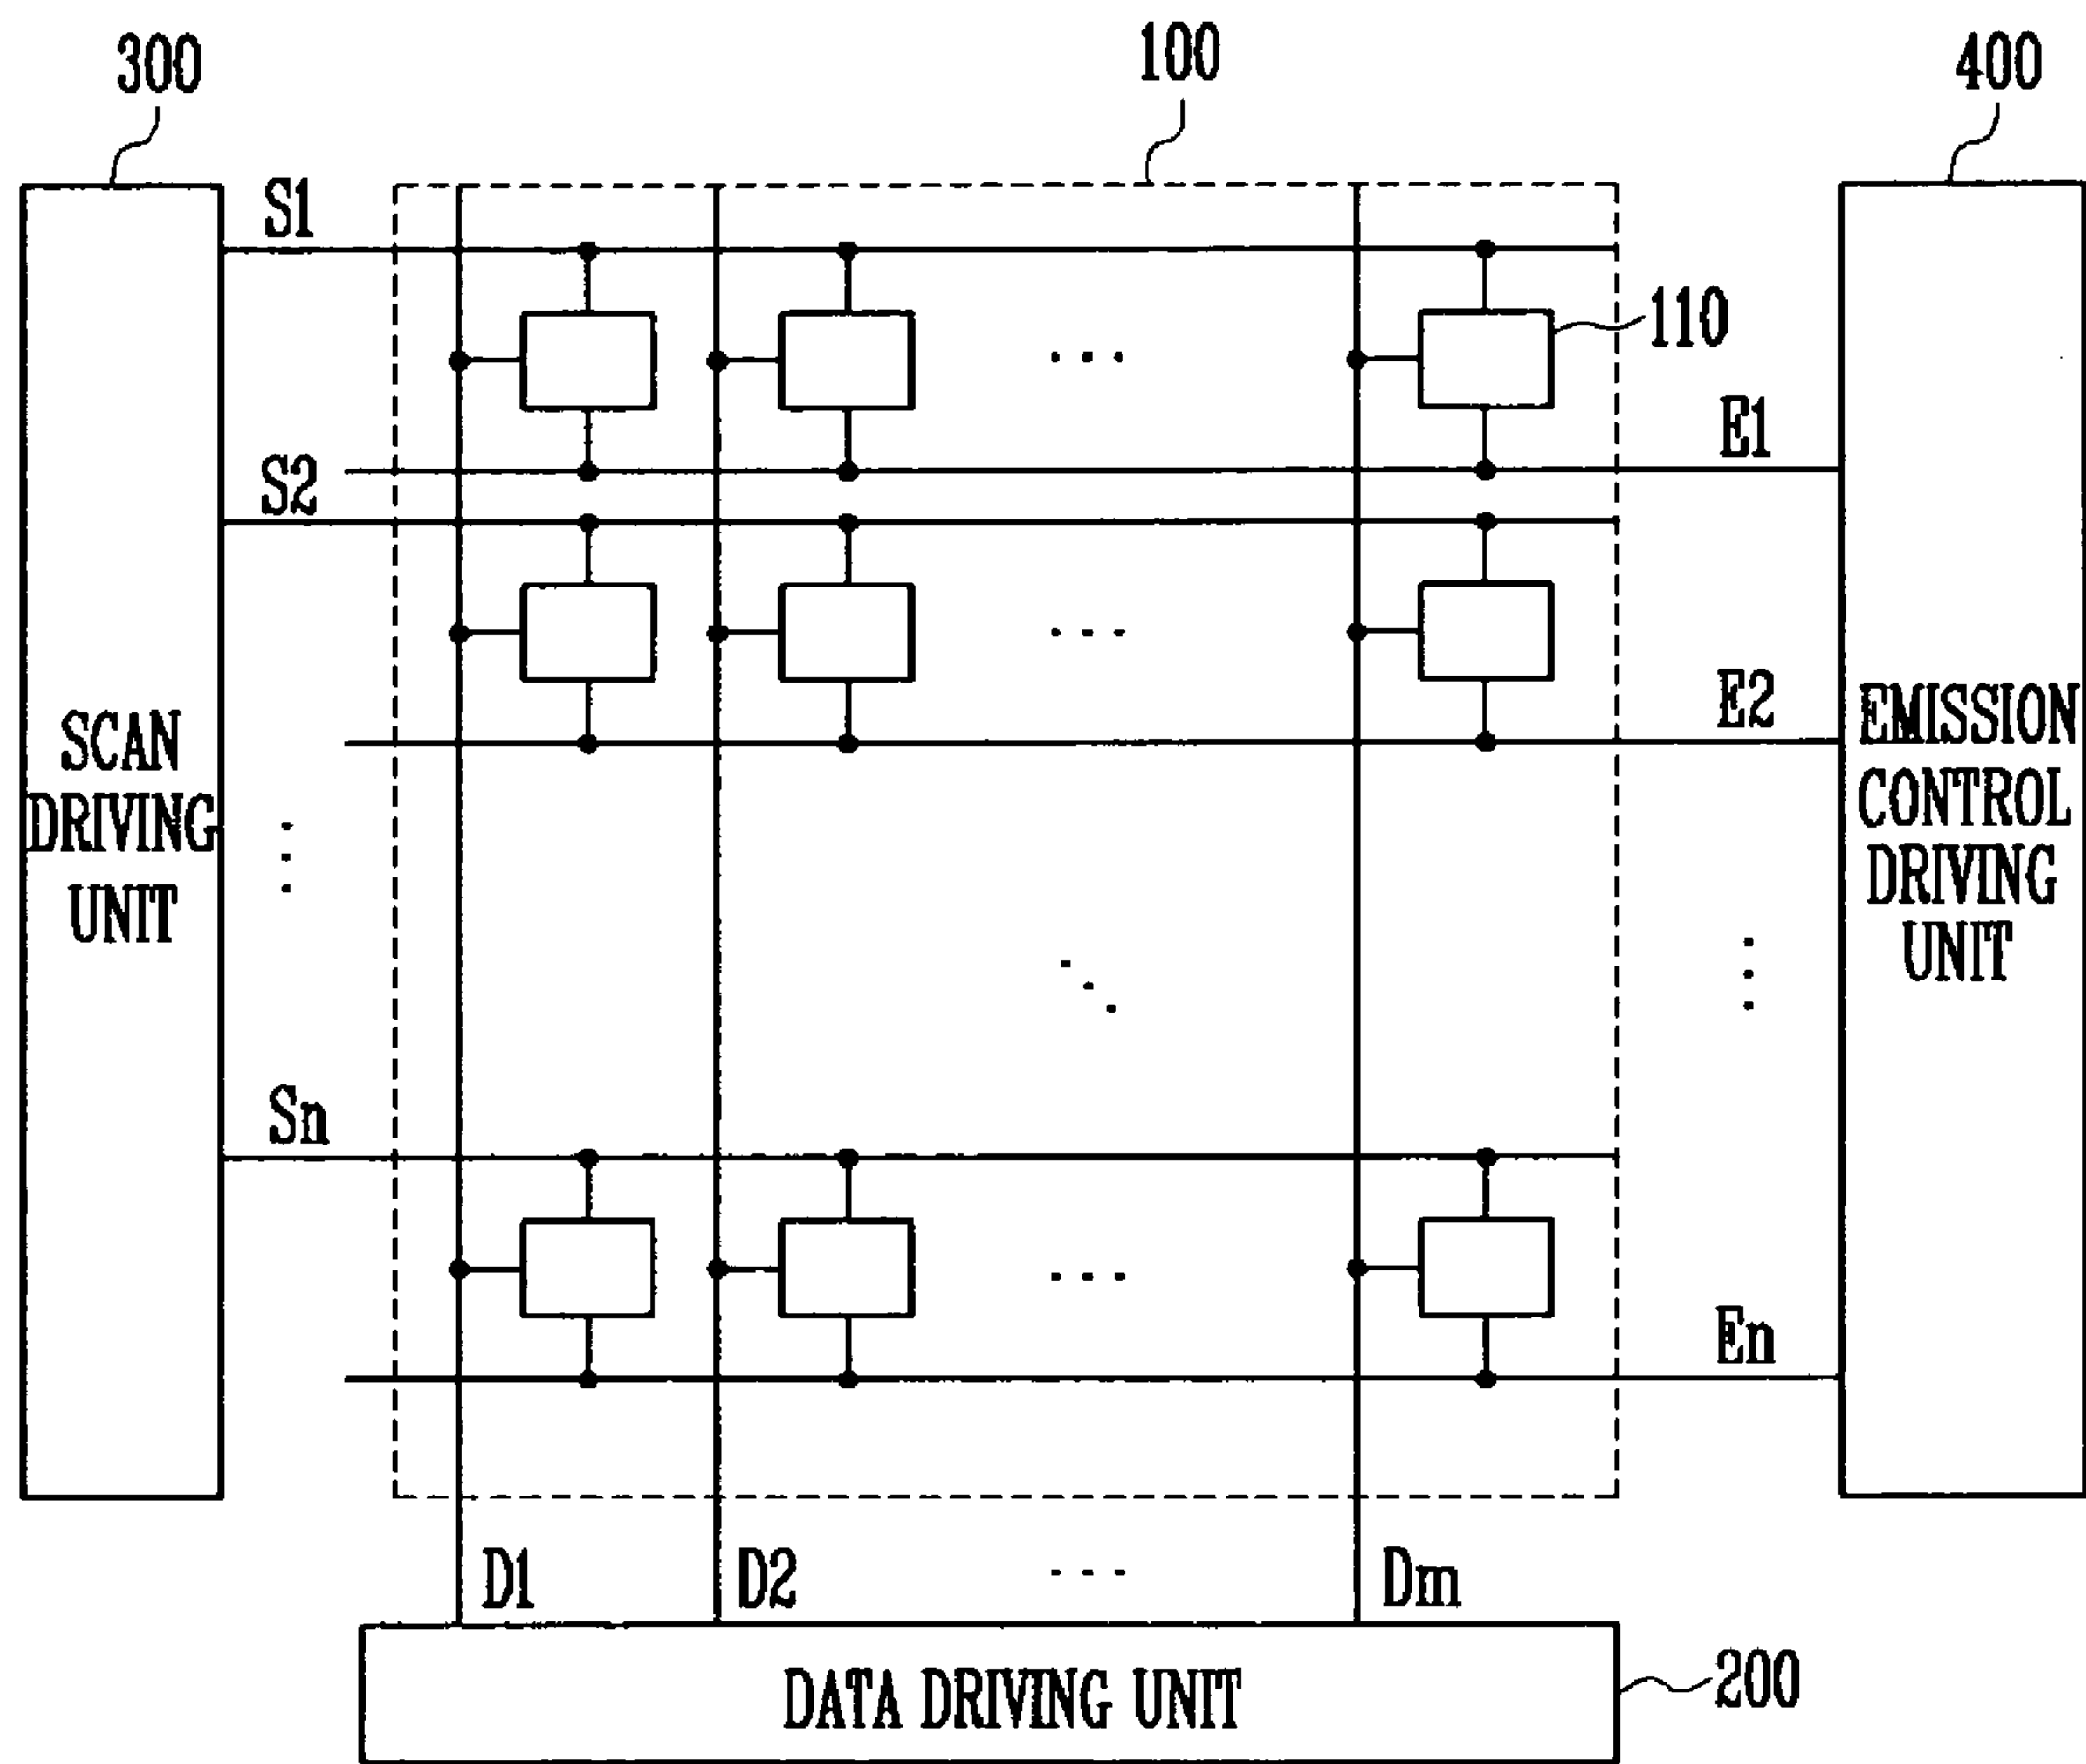 300
100
400
S1
110
E1
S2
E2
SCAN
DRIVING
UNIT
EMISSION
CONTROL
DRIVING
UNIT
Sn
En
D1
D2
Dm
DATA DRIVING UNIT
200